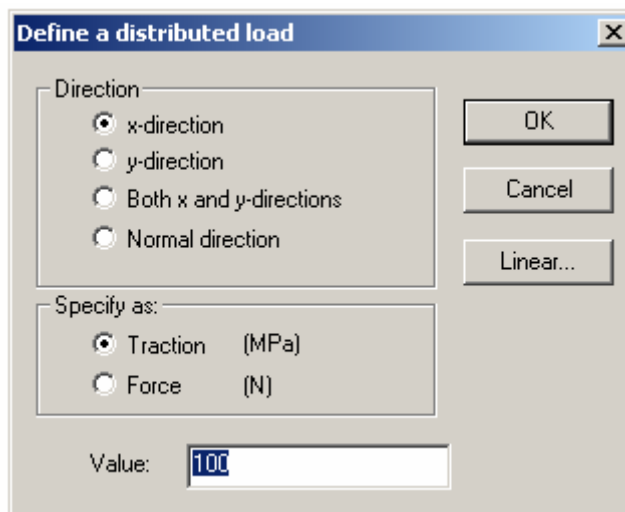 Define a distributed load
Direction
x-direction
y-direction
Both x and y-directions
Normal direction
OK
Cancel
Linear...
Specify as:
Traction (MPa)
Force (N)
Value: 100